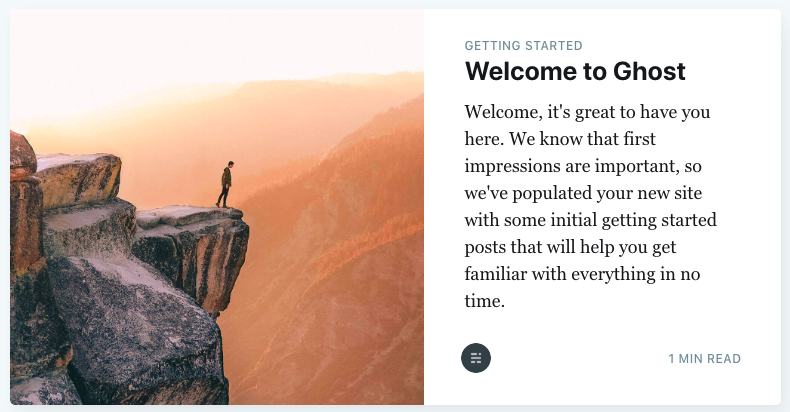 GETTING STARTED
Welcome to Ghost
Welcome, it's great to have you
here. We know that first
impressions are important, so
we've populated your new site
with some initial getting started
posts that will help you get
familiar with everything in no
time.
1 MIN READ